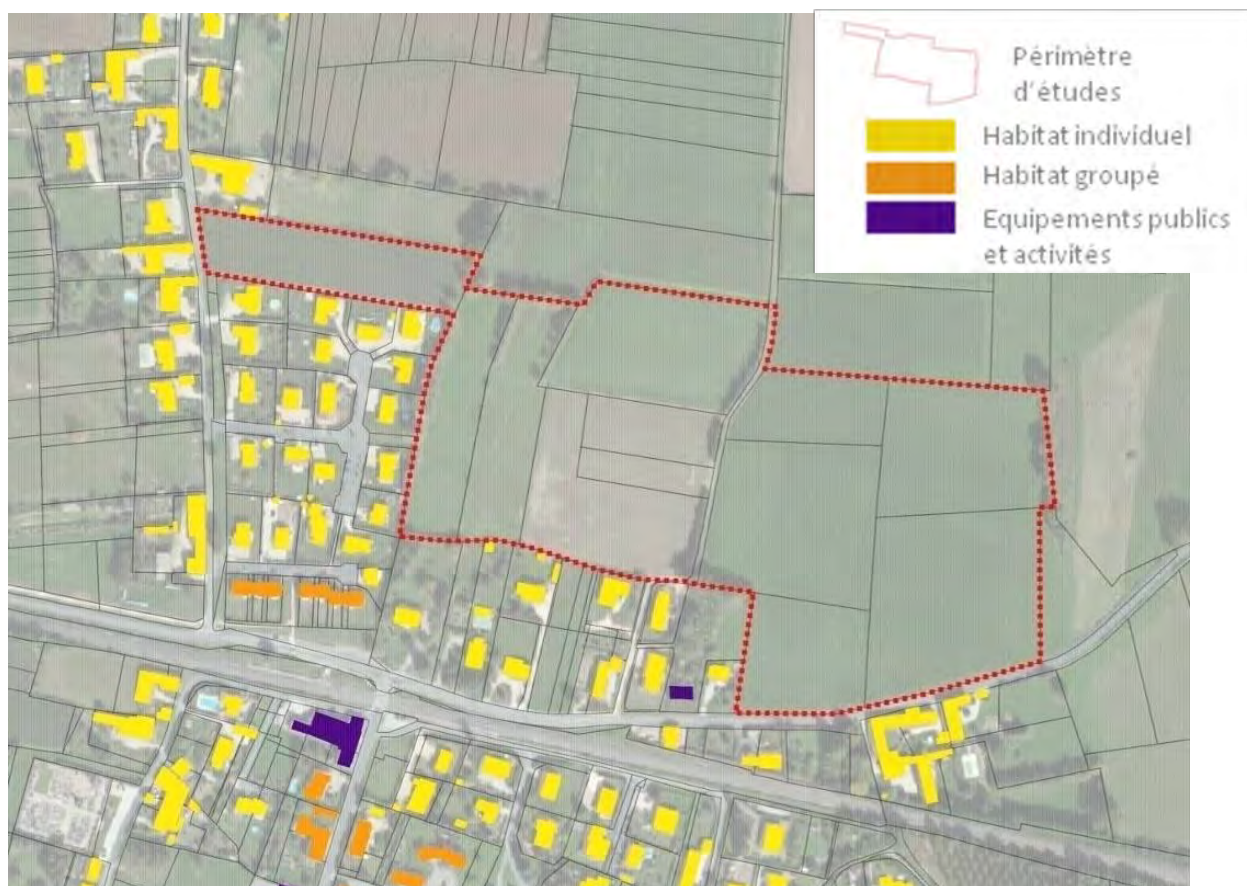 Périmètre
d'études
Habitat individuel
Habitat groupé
Equipements publics
et activités